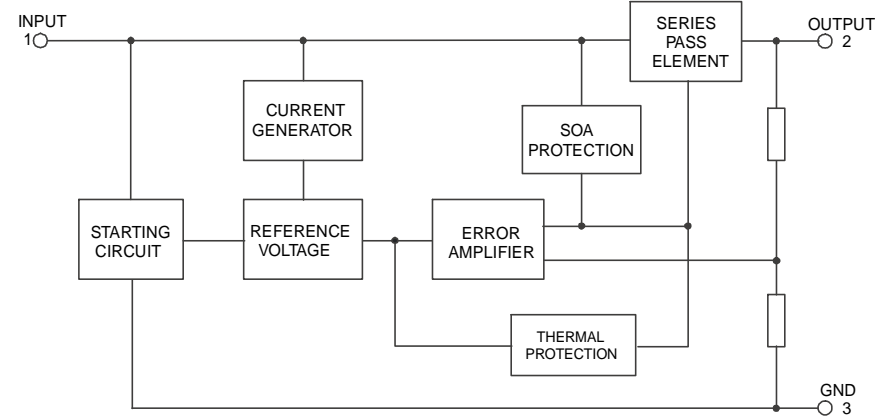 INPUT
1
SERIES
PASS
ELEMENT
OUTPUT
2
CURRENT
GENERATOR
SOA
PROTECTION
STARTING
CIRCUIT
REFERENCE
VOLTAGE
ERROR
AMPLIFIER
THERMAL
PROTECTION
GND
3